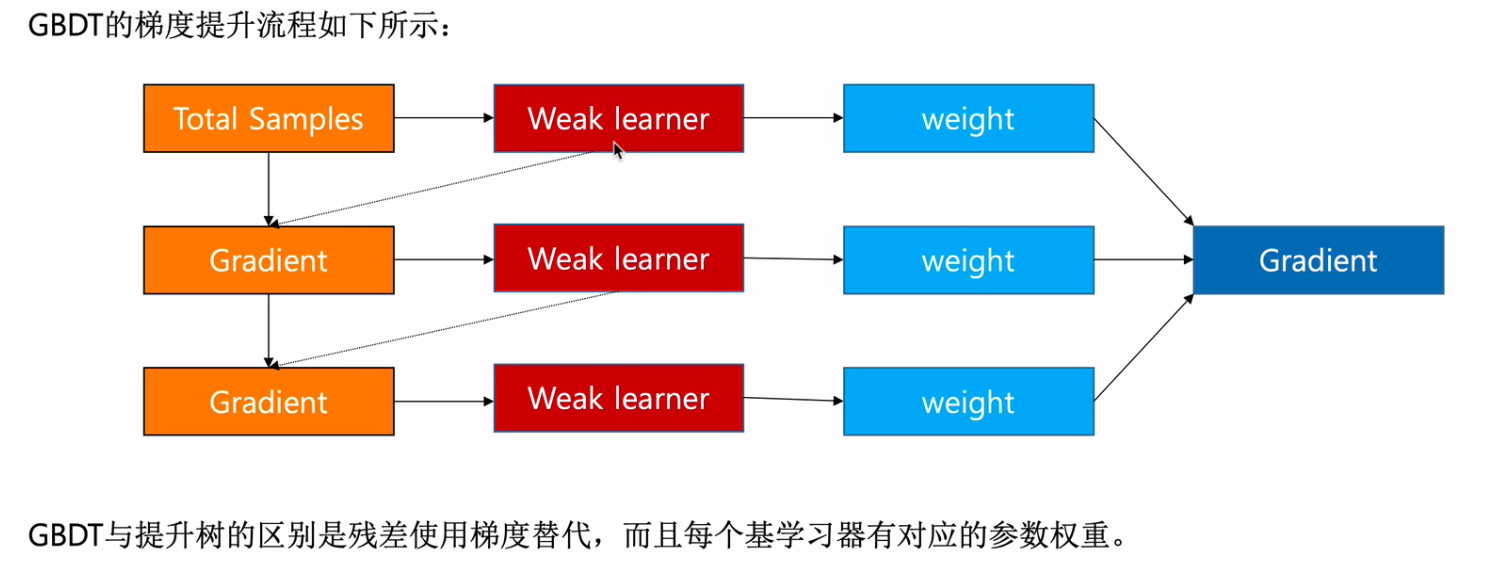 GBDT的梯度提升流程如下所示：
Total Samples
Weak learner
weight
Gradient
Weak learner
weight
Gradient
Gradient
Weak learner
weight
GBDT与提升树的区别是残差使用梯度替代，而且每个基学习器有对应的参数权重。